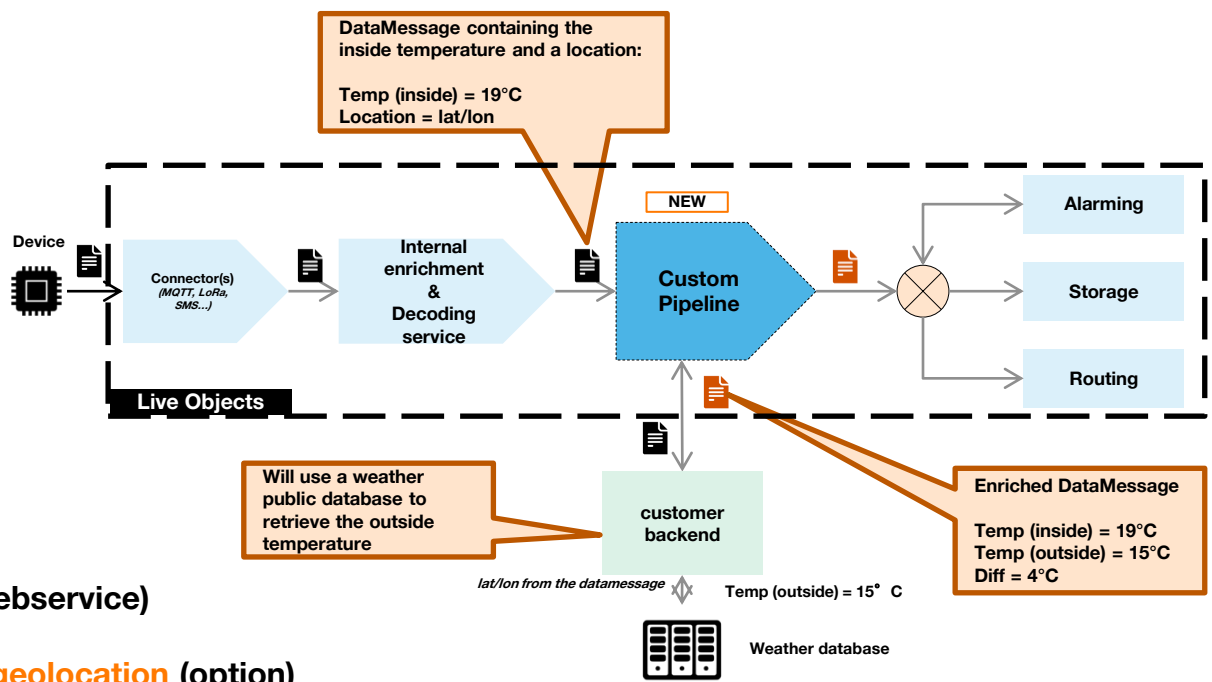 DataMessage containing the
inside temperature and a location:
Temp (inside) = 19°C
Location = lat/lon
NEW
Device
Connector(s)
(MQTT, LoRa,
SMS...)
Internal
enrichment
&
Decoding
service
Custom
Pipeline
Alarming
Storage
Routing
Live Objects
Will use a weather
public database to
retrieve the outside
temperature
customer
backend
Enriched DataMessage
Temp (inside) = 19°C
Temp (outside) = 15°C
Diff = 4°C
lat/lon from the datamessage
Temp (outside) = 15° C
Weather database
ebservice)
geolocation (option)